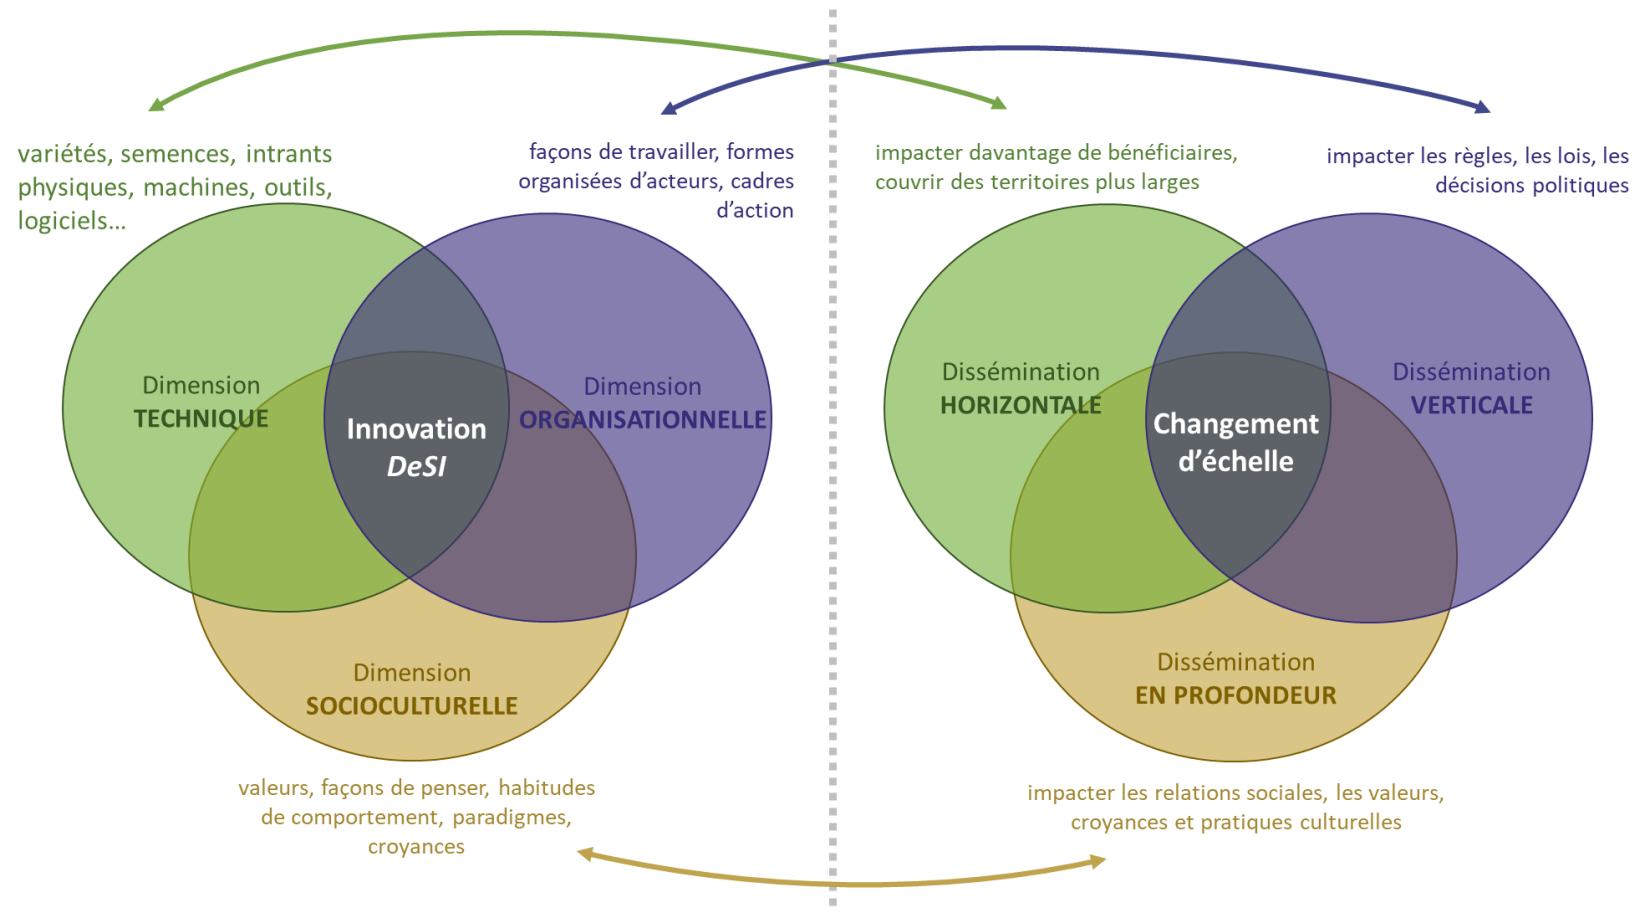 variétés, semences, intrants
physiques, machines, outils,
logiciels…
façons de travailler, formes
organisées d’acteurs, cadres
d’action
Dimension
TECHNIQUE
Dimension
ORGANISATIONNELLE
Innovation
DeSI
Dimension
SOCIOCULTURELLE
valeurs, façons de penser, habitudes
de comportement, paradigmes,
croyances
impacter davantage de bénéficiaires,
couvrir des territoires plus larges
impacter les règles, les lois, les
décisions politiques
Dissémination
HORIZONTALE
Dissémination
VERTICALE
Changement
d’échelle
Dissémination
EN PROFONDEUR
impacter les relations sociales, les valeurs,
croyances et pratiques culturelles